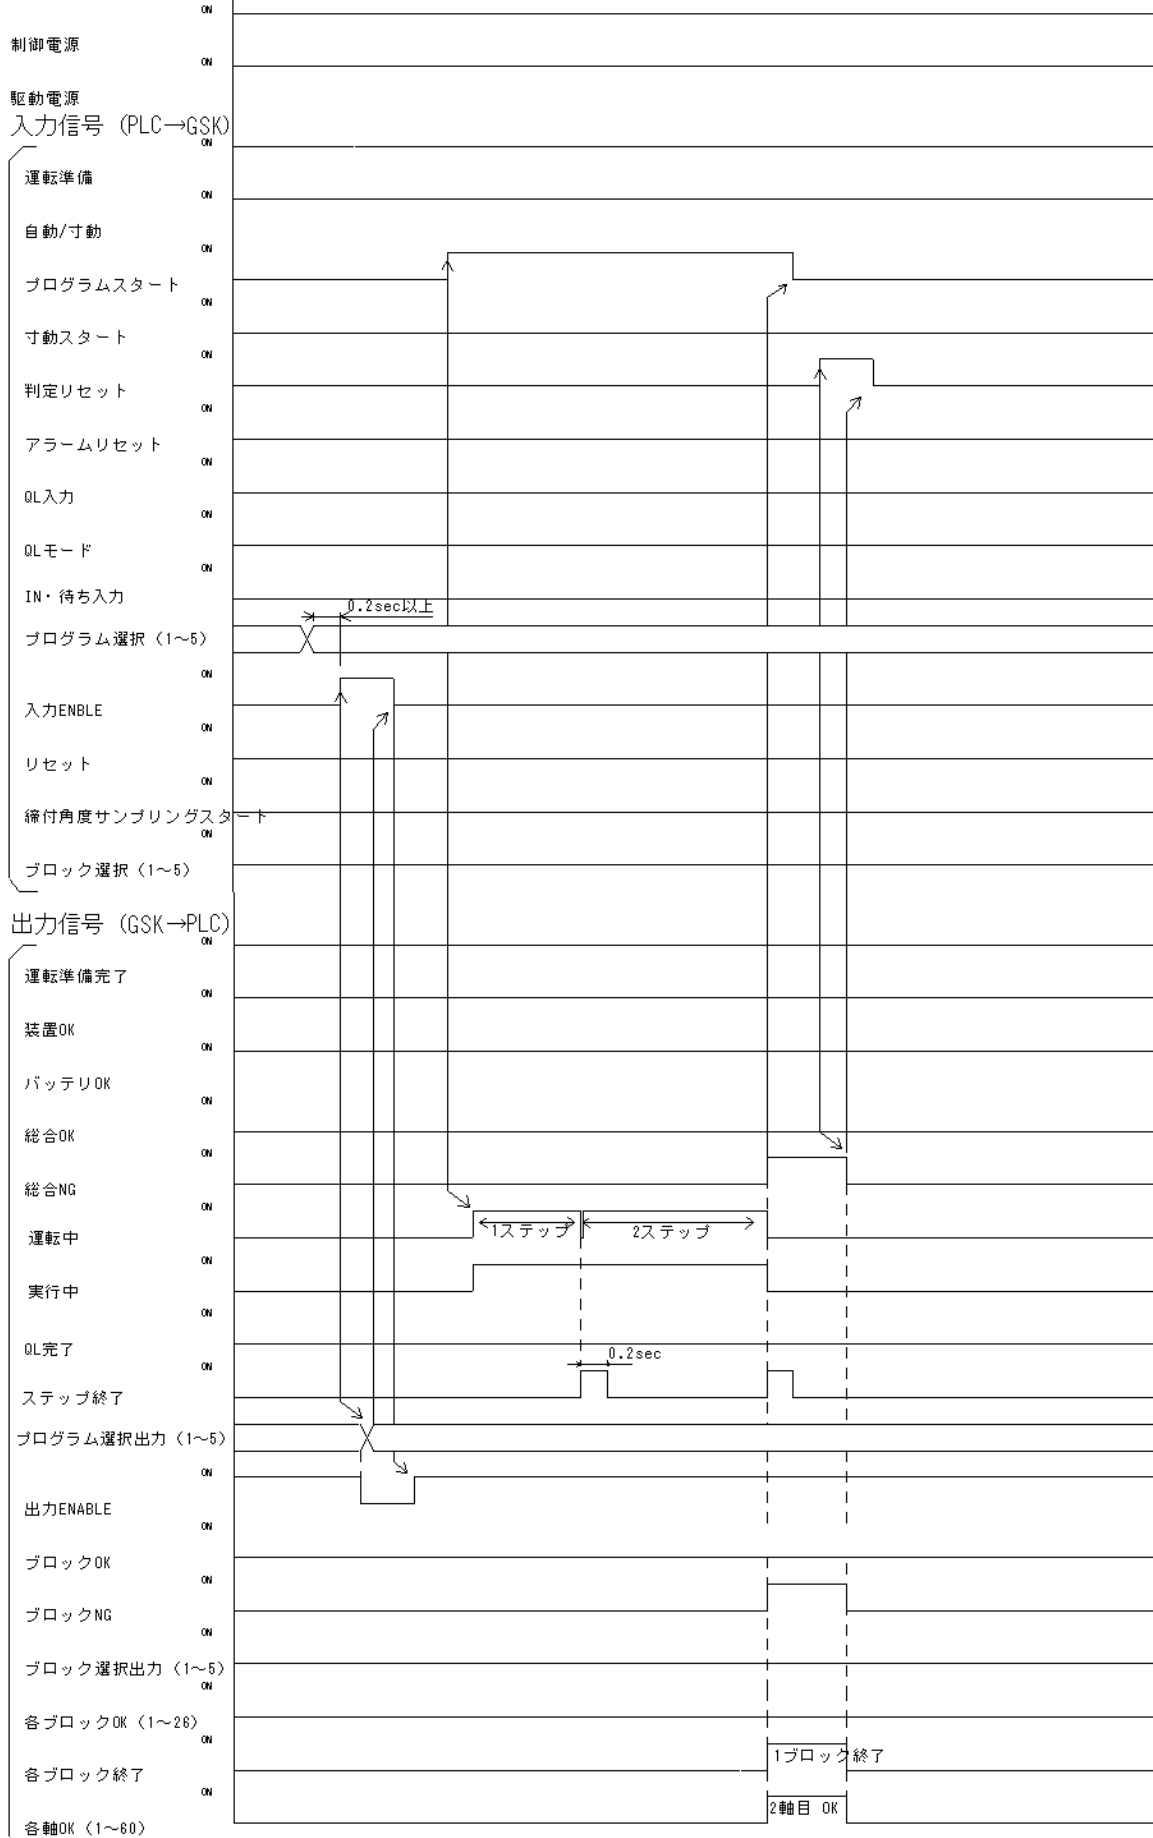 ON
制御電源
ON
駆動電源
入力信号 (PLC→GSK)
ON
運転準備
ON
自動/寸動
ON
プログラムスタート
ON
寸動スタート
ON
判定リセット
ON
アラームリセット
ON
QL入力
ON
QLモード
ON
IN・待ち入力
0.2sec以上
プログラム選択 (1～5)
ON
入力ENBLE
ON
リセット
ON
締付角度サンプリングスタート
ON
ブロック選択 (1～5)
出力信号 (GSK→PLC)
ON
運転準備完了
ON
装置OK
ON
バッテリOK
ON
総合OK
ON
総合NG
ON
運転中 1ステップ 2ステップ
ON
実行中
ON
QL完了
0.2sec
ON
ステップ終了
プログラム選択出力 (1～5)
ON
出力ENABLE
ON
ブロックOK
ON
ブロックNG
ON
ブロック選択出力 (1～5)
ON
各ブロックOK (1～26)
ON
1ブロック終了
各ブロック終了
ON
2軸目 OK
各軸OK (1～60)